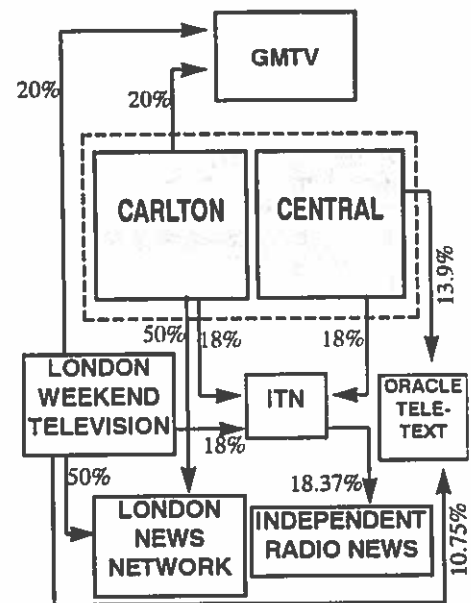 GMTV
20%
20%
CARLTON
CENTRAL
13.9%
50%
18%
18%
LONDON
WEEKEND
TELEVISION
ITN
ORACLE
TELE-
TEXT
18%
50%
18.37%
LONDON
NEWS
NETWORK
INDEPENDENT
RADIO NEWS
10.75%